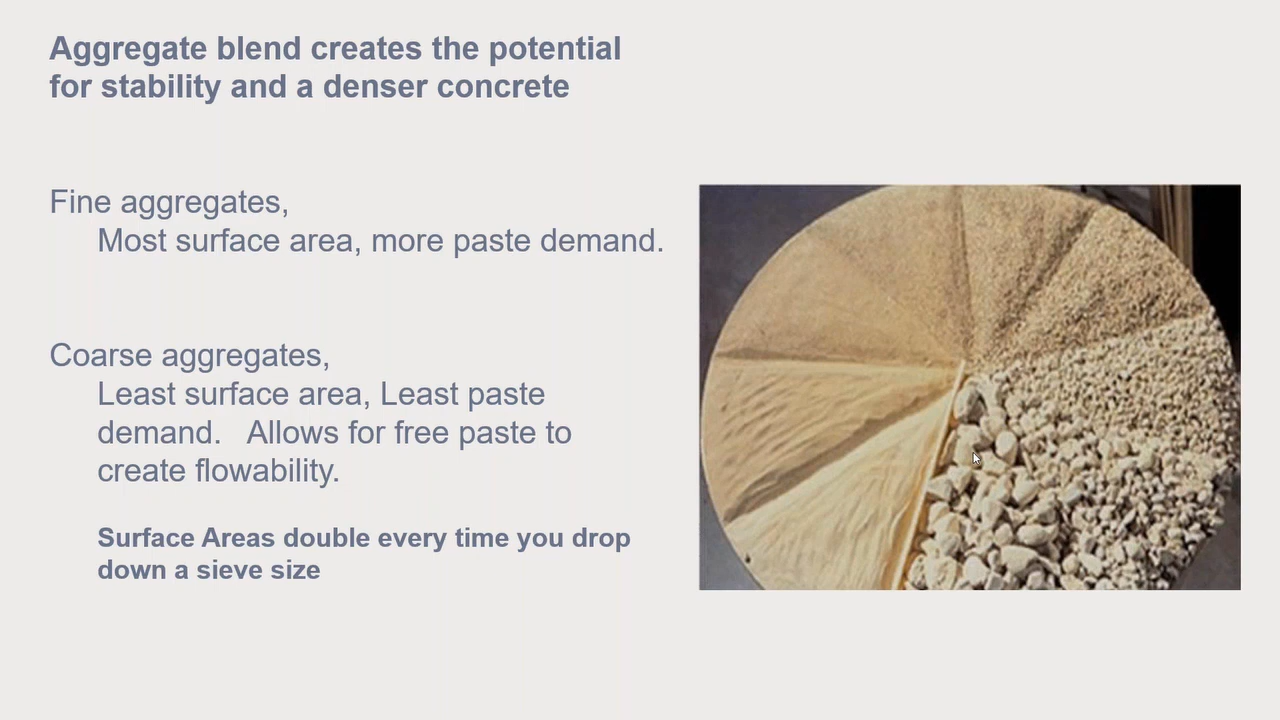 Aggregate blend creates the potential
for stability and a denser concrete
Fine aggregates,
Most surface area, more paste demand.
Coarse aggregates,
Least surface area, Least paste
demand.   Allows for free paste to
create flowability.
Surface Areas double every time you drop
down a sieve size